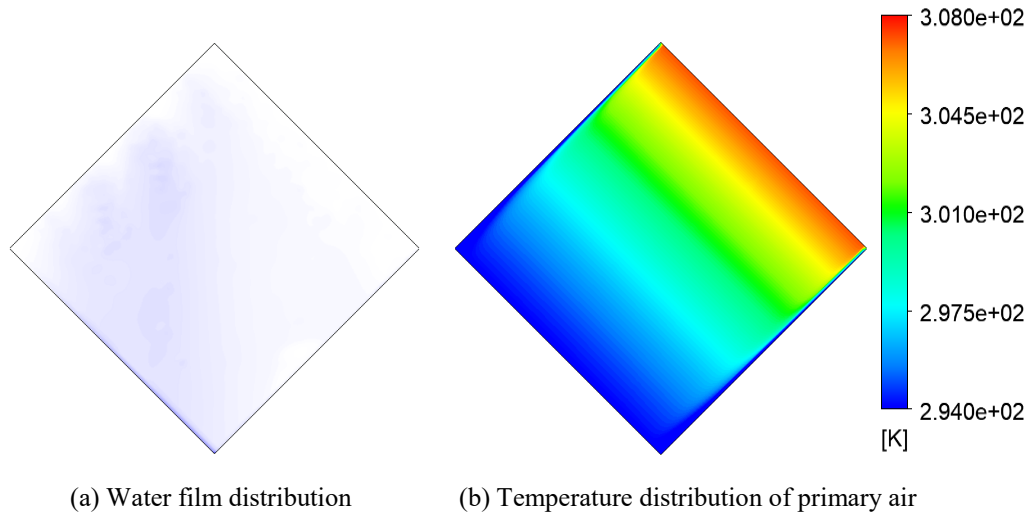 3.080e+02
3.045e+02
3.010e+02
2.975e+02
2.940e+02
[K]
(a) Water film distribution
(b) Temperature distribution of primary air